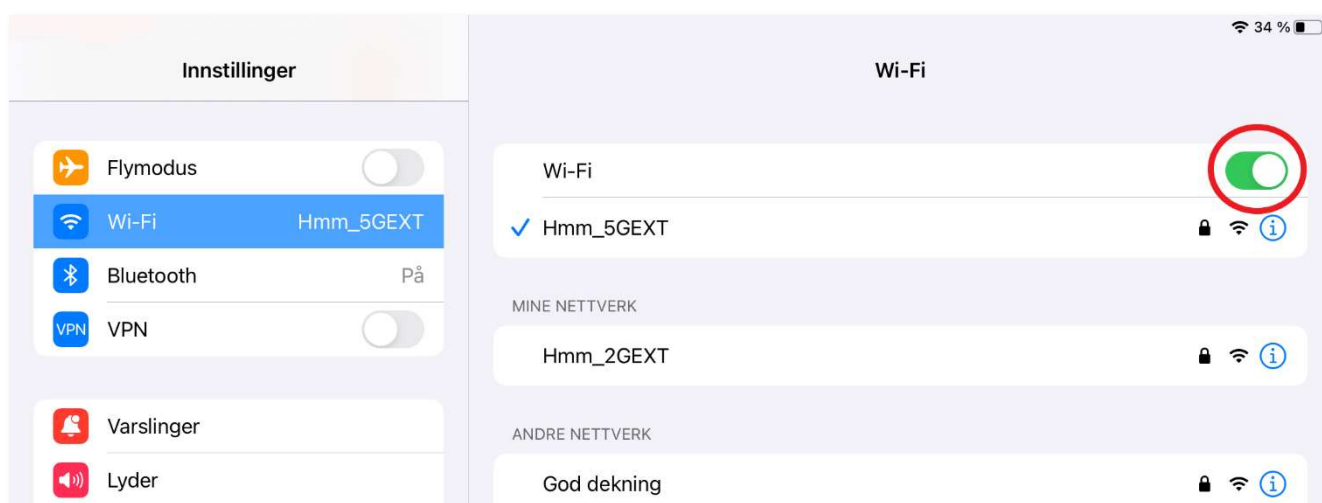 34 %
Innstillinger
Wi-Fi
Flymodus
Wi-Fi Hmm_5GEXT
Bluetooth På
VPN VPN
Varslinger
Lyder
Wi-Fi
Hmm_5GEXT
MINE NETTVERK
Hmm_2GEXT
ANDRE NETTVERK
God dekning